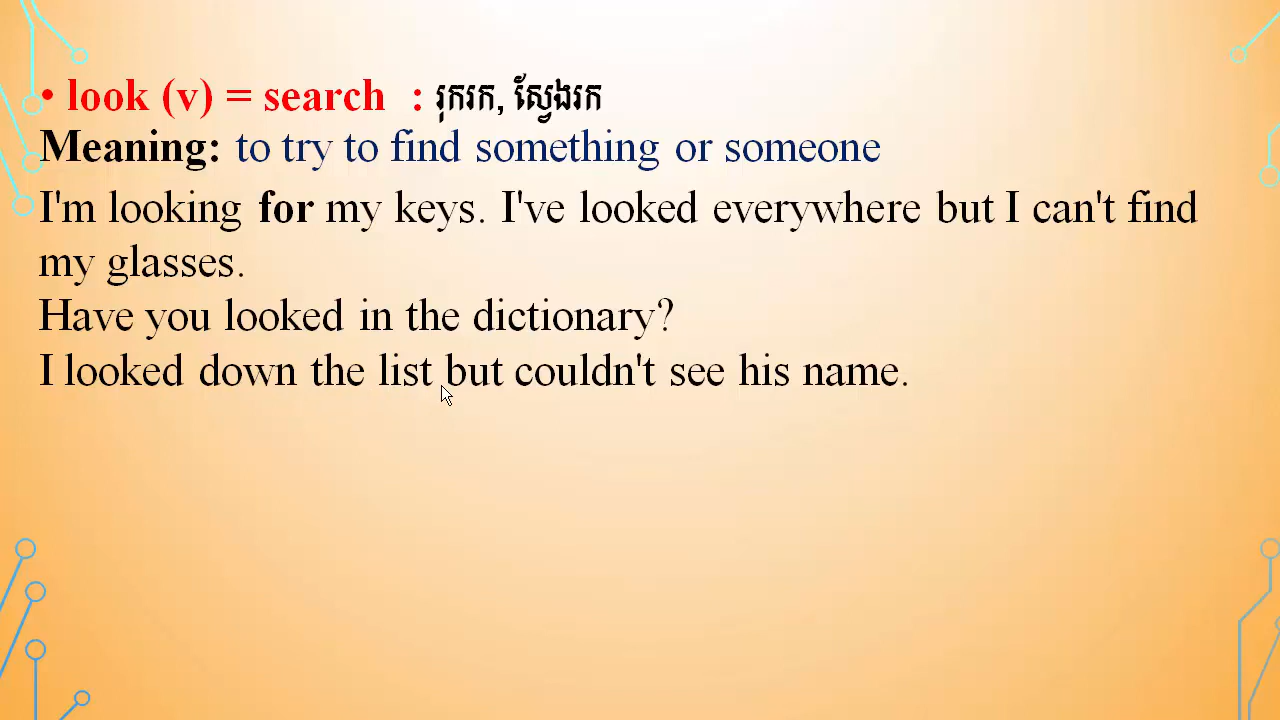 • look (v) = search : រុករក, ស្វែងរក
Meaning: to try to find something or someone
I'm looking for my keys. I've looked everywhere but I can't find
my glasses.
Have you looked in the dictionary?
I looked down the list but couldn't see his name.